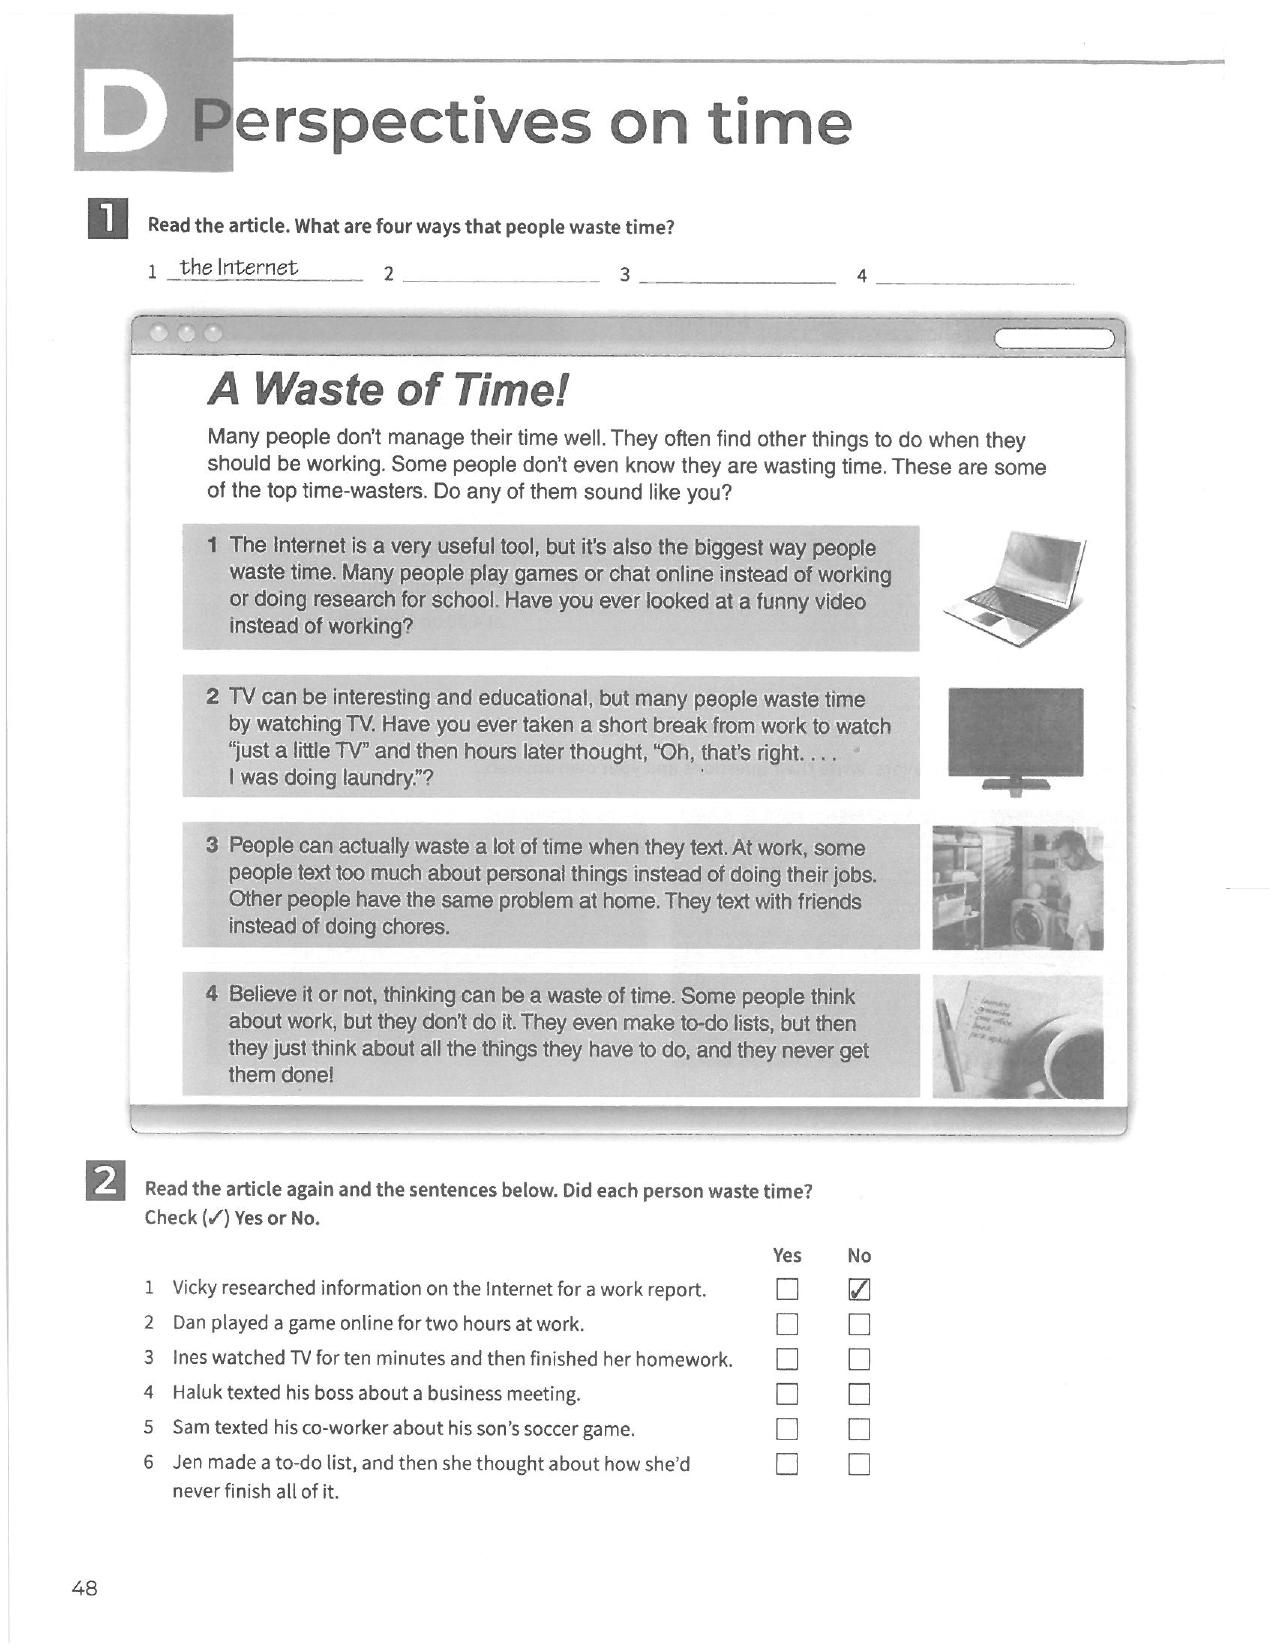 D Perspectives on time
1 Read the article. What are four ways that people waste time?
1 the Internet 2 ____ 3 ____ 4 ____
A Waste of Time!
Many people don't manage their time well. They often find other things to do when they
should be working. Some people don't even know they are wasting time. These are some
of the top time-wasters. Do any of them sound like you?
1 The Internet is a very useful tool, but it's also the biggest way people
waste time. Many people play games or chat online instead of working
or doing research for school. Have you ever looked at a funny video
instead of working?
2 TV can be interesting and educational, but many people waste time
by watching TV. Have you ever taken a short break from work to watch
"just a little TV" and then hours later thought, "Oh, that's right. . . .
I was doing laundry."?
3 People can actually waste a lot of time when they text. At work, some
people text too much about personal things instead of doing their jobs.
Other people have the same problem at home. They text with friends
instead of doing chores.
4 Believe it or not, thinking can be a waste of time. Some people think
about work, but they don't do it. They even make to-do lists, but then
they just think about all the things they have to do, and they never get
them done!
2 Read the article again and the sentences below. Did each person waste time?
Check (✓) Yes or No.
Yes No
1 Vicky researched information on the Internet for a work report. ☐ ☑
2 Dan played a game online for two hours at work. ☐ ☐
3 Ines watched TV for ten minutes and then finished her homework. ☐ ☐
4 Haluk texted his boss about a business meeting. ☐ ☐
5 Sam texted his co-worker about his son's soccer game. ☐ ☐
6 Jen made a to-do list, and then she thought about how she'd ☐ ☐
never finish all of it.
48